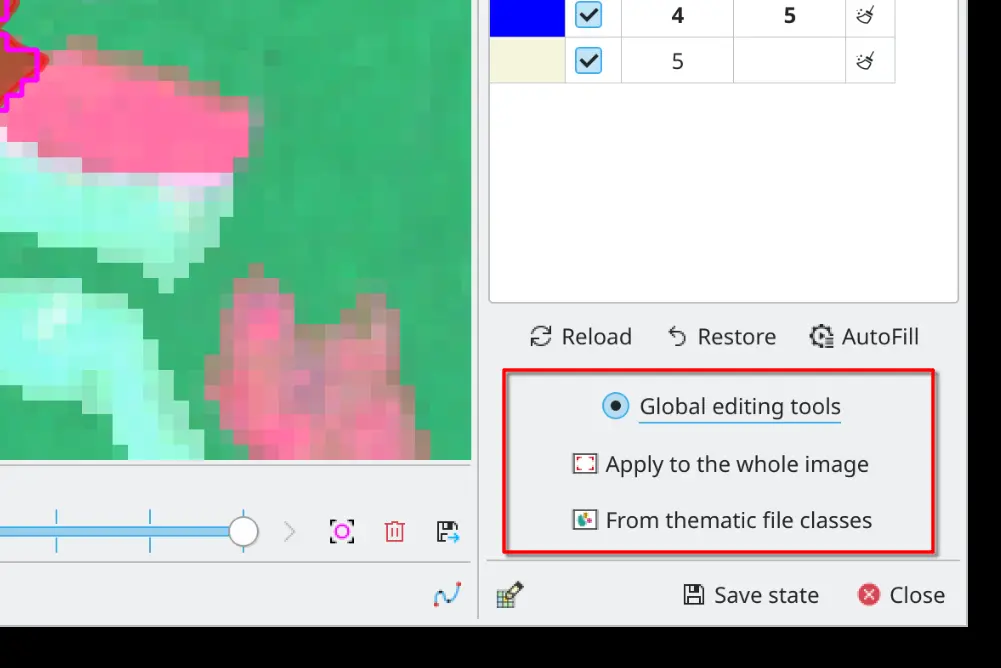 4 5
5
Reload Restore AutoFill
Global editing tools
Apply to the whole image
From thematic file classes
Save state Close